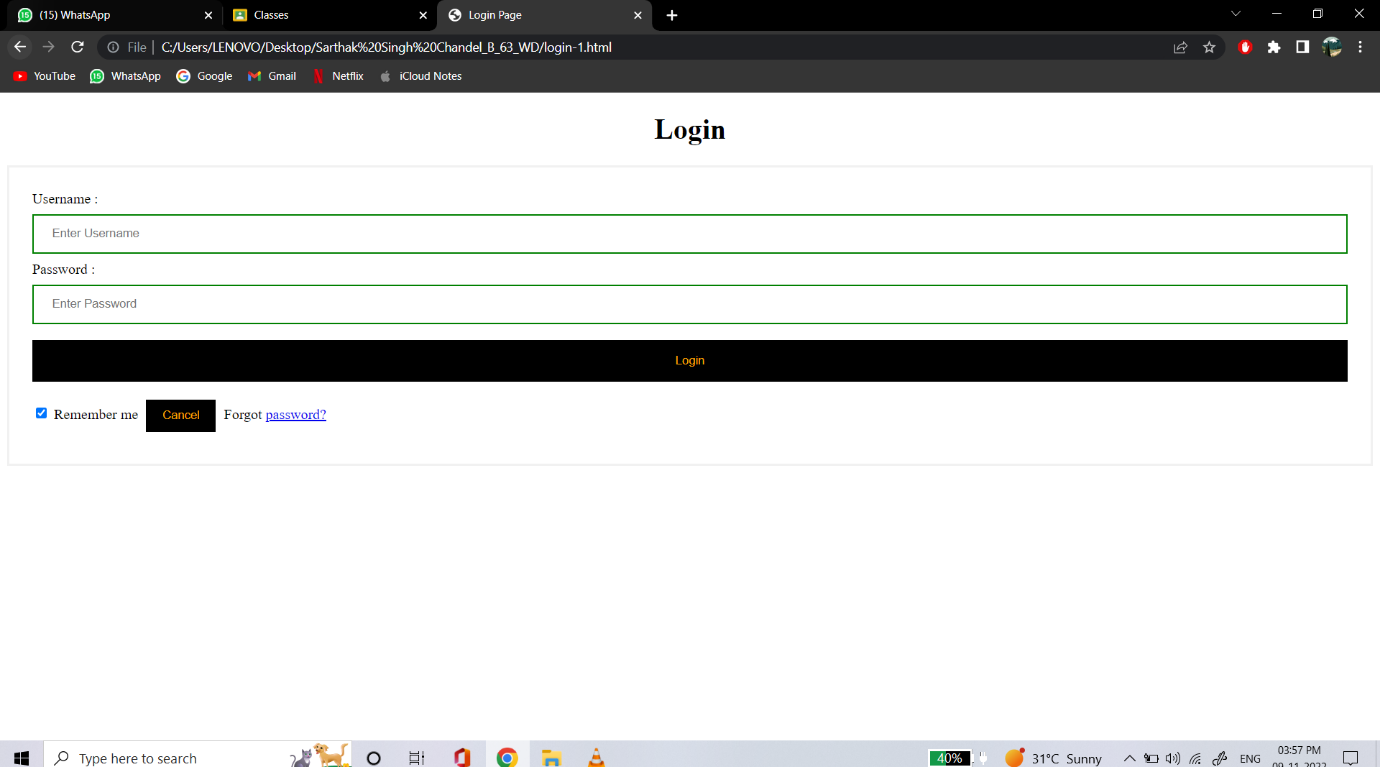 (15) WhatsApp
Classes
Login Page
File | C:/Users/LENOVO/Desktop/Sarthak%20Singh%20Chandel_B_63_WD/login-1.html
YouTube
15 WhatsApp
Google
Gmail
Netflix
iCloud Notes
Login
Username :
Enter Username
Password :
Enter Password
Login
Remember me Cancel Forgot password?
Type here to search
40%
31°C Sunny
ENG
03:57 PM